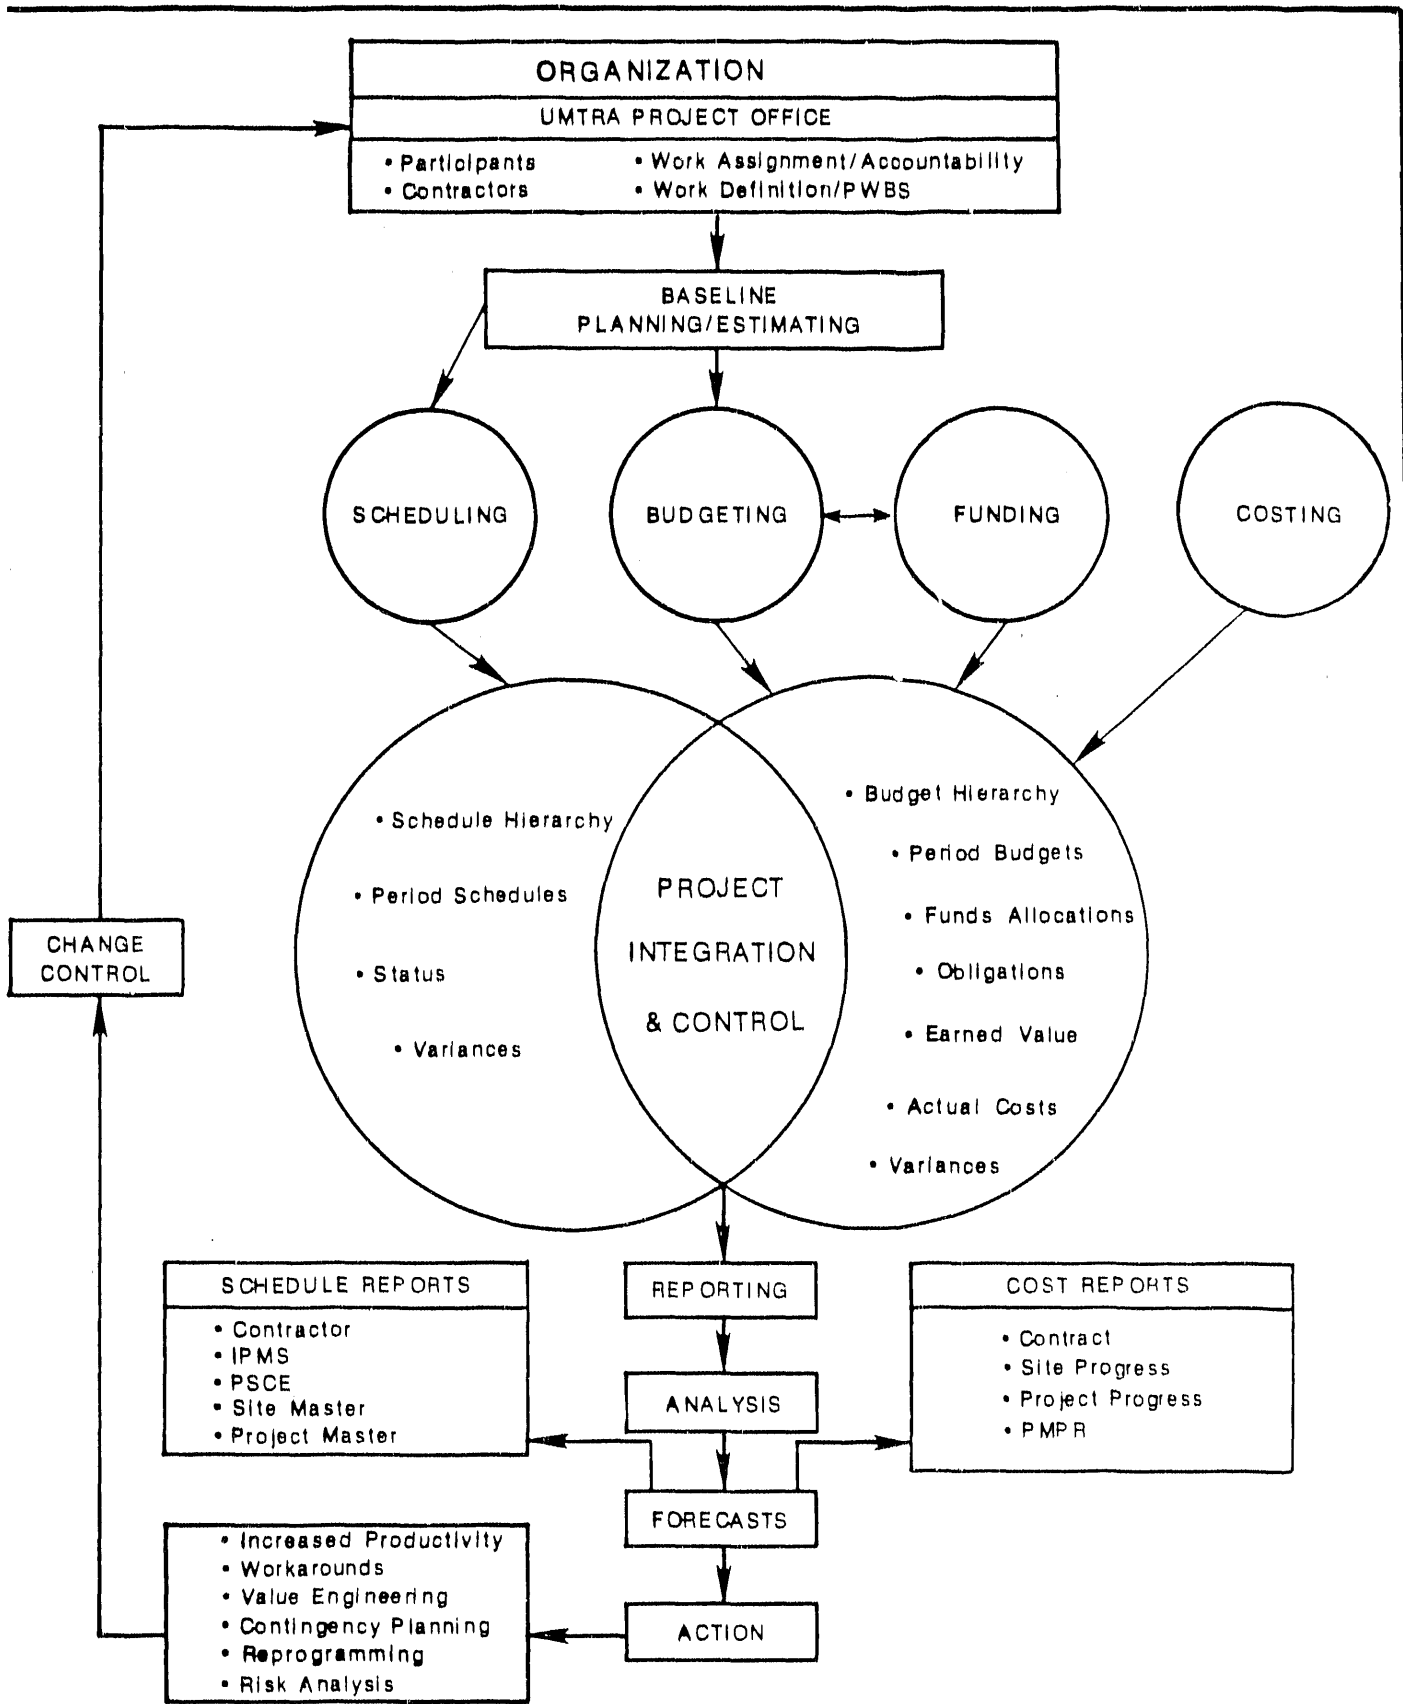 ORGANIZATION
UMTRA PROJECT OFFICE
• Participants
• Contractors
• Work Assignment/Accountability
• Work Definition/PWBS
BASELINE
PLANNING/ESTIMATING
SCHEDULING
BUDGETING
FUNDING
COSTING
• Schedule Hierarchy
• Period Schedules
• Status
• Variances
PROJECT
INTEGRATION
& CONTROL
• Budget Hierarchy
• Period Budgets
• Funds Allocations
• Obligations
• Earned Value
• Actual Costs
• Variances
CHANGE
CONTROL
SCHEDULE REPORTS
• Contractor
• IPMS
• PSCE
• Site Master
• Project Master
REPORTING
ANALYSIS
FORECASTS
ACTION
COST REPORTS
• Contract
• Site Progress
• Project Progress
• PMPR
• Increased Productivity
• Workarounds
• Value Engineering
• Contingency Planning
• Reprogramming
• Risk Analysis